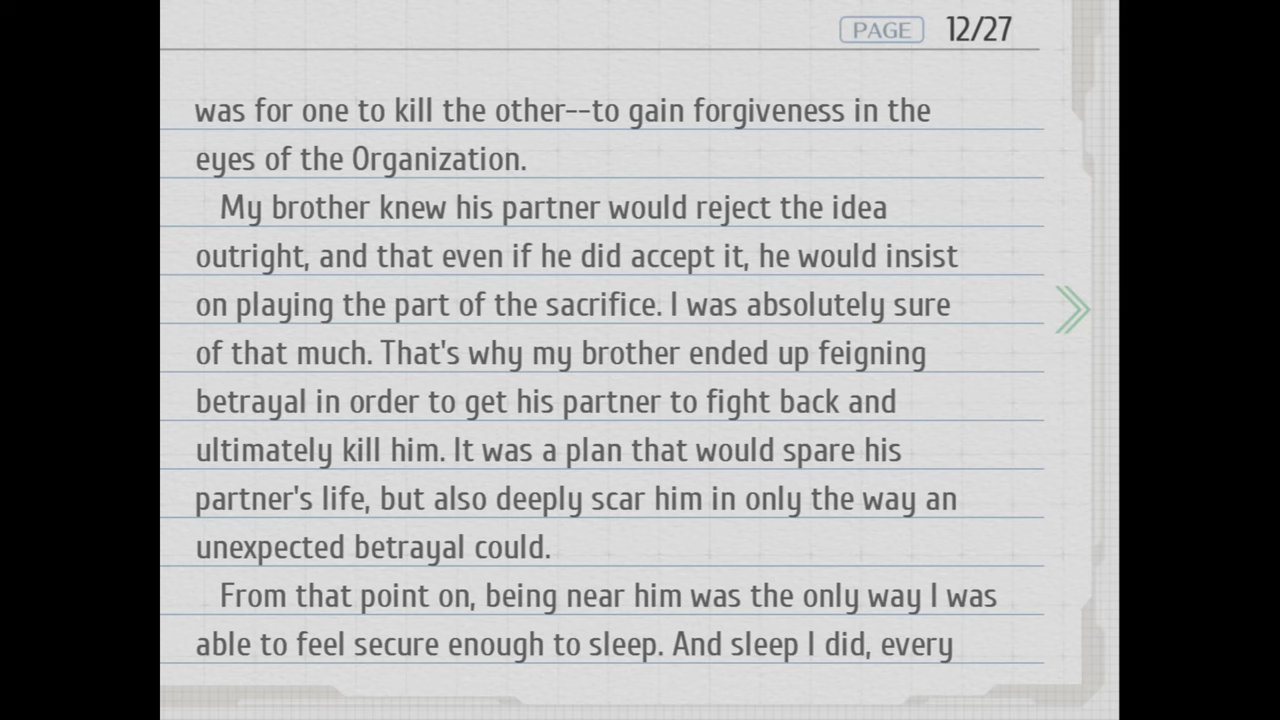 PAGE 12/27
was for one to kill the other--to gain forgiveness in the
eyes of the Organization.
My brother knew his partner would reject the idea
outright, and that even if he did accept it, he would insist
on playing the part of the sacrifice. I was absolutely sure
of that much. That's why my brother ended up feigning
betrayal in order to get his partner to fight back and
ultimately kill him. It was a plan that would spare his
partner's life, but also deeply scar him in only the way an
unexpected betrayal could.
From that point on, being near him was the only way I was
able to feel secure enough to sleep. And sleep I did, every